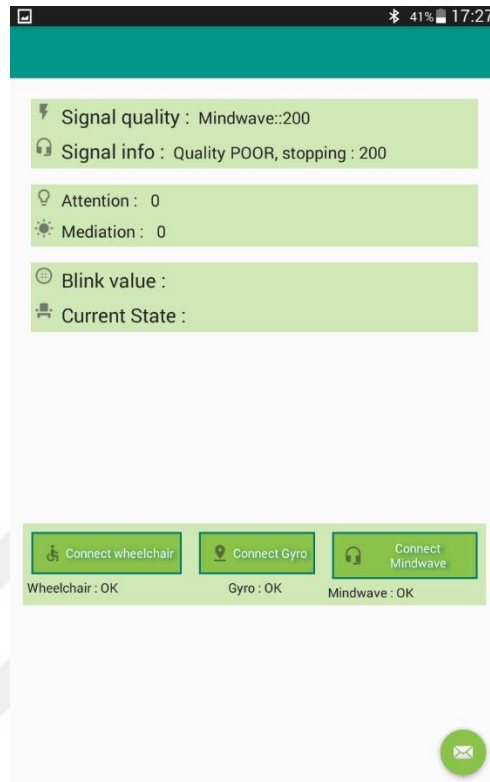 41% 17:27
Signal quality : Mindwave::200
Signal info : Quality POOR, stopping : 200
Attention : 0
Mediation : 0
Blink value :
Current State :
Connect wheelchair
Connect Gyro
Connect
Mindwave
Wheelchair : OK
Gyro : OK
Mindwave : OK